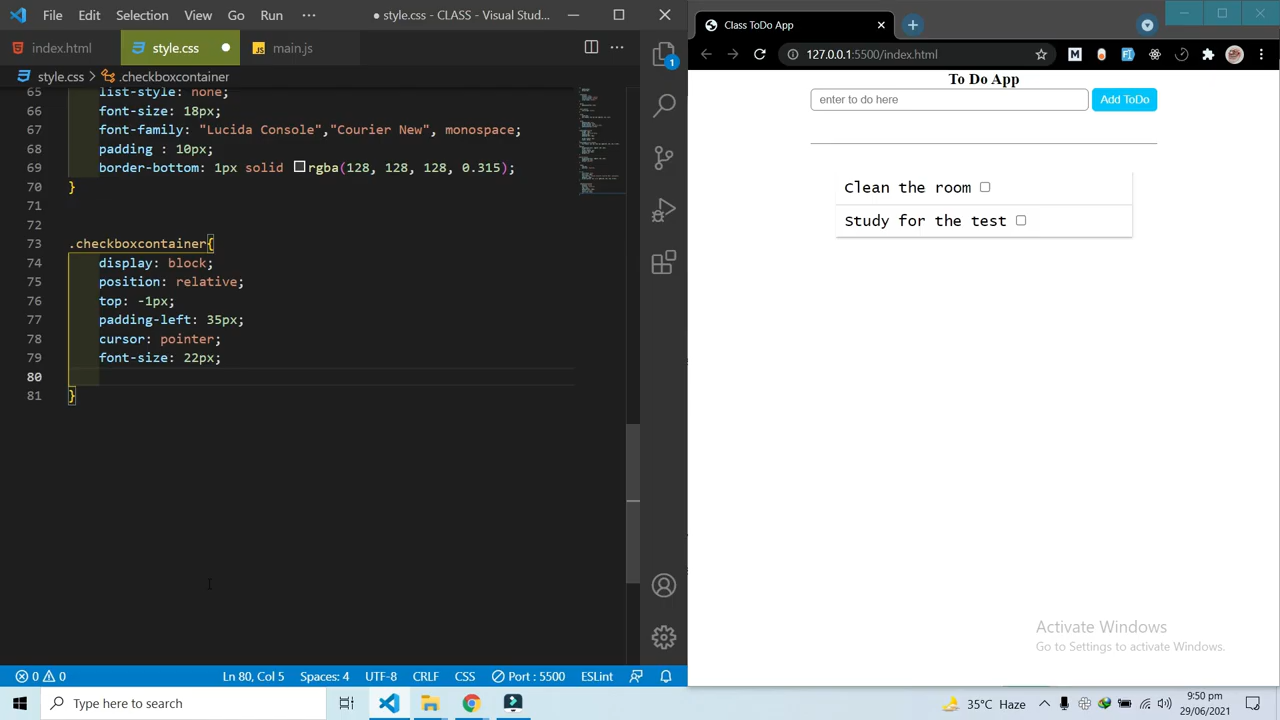 File Edit Selection View Go Run ··· ● style.css - CLASS - Visual Stud...
index.html style.css ● main.js ···
style.css > .checkboxcontainer
65 list-style: none;
66 font-size: 18px;
67 font-family: "Lucida Console","Courier New", monospace;
68 padding : 10px;
69 border-bottom: 1px solid rgba(128, 128, 128, 0.315);
70 }
71
72
73 .checkboxcontainer{
74 display: block;
75 position: relative;
76 top: -1px;
77 padding-left: 35px;
78 cursor: pointer;
79 font-size: 22px;
80
81 }
1
0 0 Ln 80, Col 5 Spaces: 4 UTF-8 CRLF CSS Port : 5500 ESLint
Class ToDo App
127.0.0.1:5500/index.html
To Do App
enter to do here Add ToDo
Clean the room
Study for the test
Activate Windows
Go to Settings to activate Windows.
Type here to search
35°C Haze
9:50 pm
29/06/2021